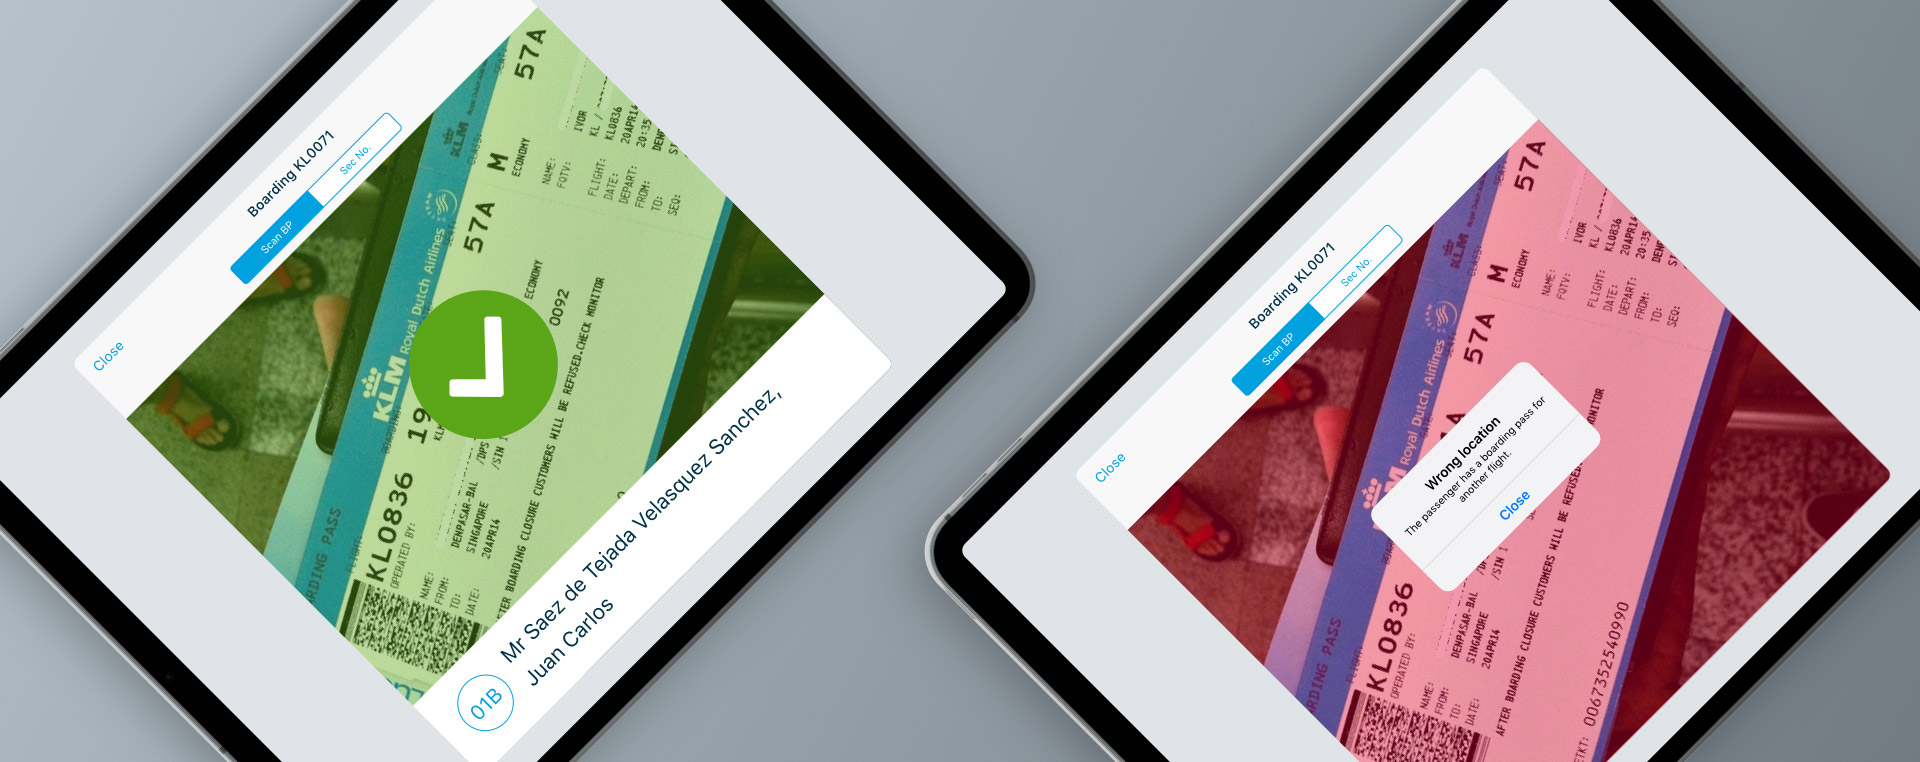 Close
Boarding KL0071
Scan BP
Sec No.
57A
M
ECONOMY
NAME: IVOR
FQTV: KL /
FLIGHT: KL0836
DATE: 20APR14
DEPART: 20:35
FROM:
TO:
SEQ:
KLM Royal Dutch Airlines
KLM
CLASS:
57A
ECONOMY
0092
KL0836
OPERATED BY:
NAME:
FROM: DENPASAR-BAL /DPS
TO: SINGAPORE /SIN
DATE: 20APR14
BOARDING CLOSURE CUSTOMERS WILL BE REFUSED.CHECK MONITOR
01B
Mr Saez de Tejada Velasquez Sanchez,
Juan Carlos
Close
Boarding KL0071
Scan BP
Sec No.
57A
M
ECONOMY
NAME: IVOR
FQTV: KL /
FLIGHT: KL0836
DATE: 20APR14
DEPART: 20:35
FROM:
TO:
SEQ:
Royal Dutch Airlines
KLM
57A
Wrong location
The passenger has a boarding pass for
another flight.
Close
PASS
KL0836
OPERATED BY:
NAME:
FROM: DENPASAR-BAL
TO: SINGAPORE /SIN 1
DATE: 20APR14
AFTER BOARDING CLOSURE CUSTOMERS WILL BE REFUSED
ETKT: 0067352540990